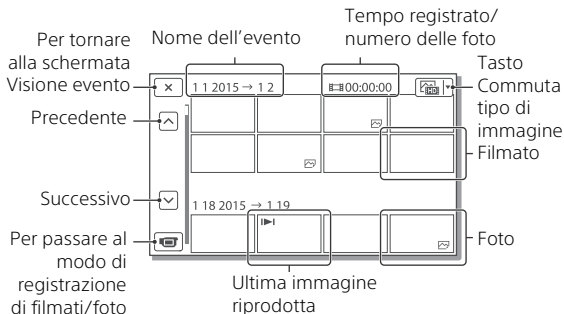 Tempo registrato/
numero delle foto
Nome dell'evento
Per tornare
alla schermata
Visione evento
Tasto
Commuta
tipo di
immagine
1 1 2015 → 1 2
00:00:00
Precedente
Filmato
Successivo
1 18 2015 → 1 19
Foto
Per passare al
modo di
registrazione
di filmati/foto
Ultima immagine
riprodotta